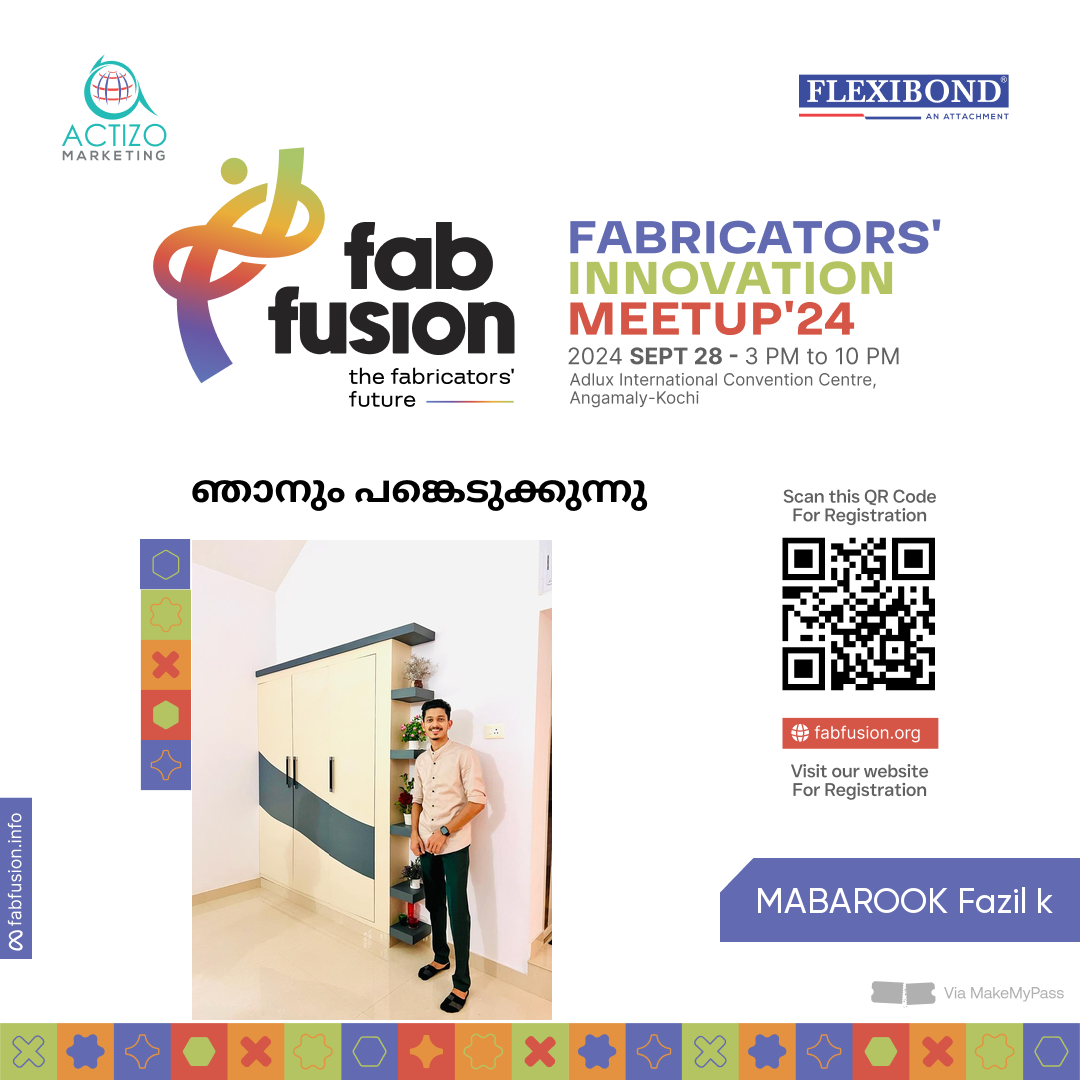 ACTIZO
MARKETING
FLEXIBOND®
AN ATTACHMENT
fab
fusion
the fabricators'
future
FABRICATORS'
INNOVATION
MEETUP'24
2024 SEPT 28 - 3 PM to 10 PM
Adlux International Convention Centre,
Angamaly-Kochi
ഞാനും പങ്കെടുക്കുന്നു
Scan this QR Code
For Registration
fabfusion.org
Visit our website
For Registration
fabfusion.info
MABAROOK Fazil k
Via MakeMyPass